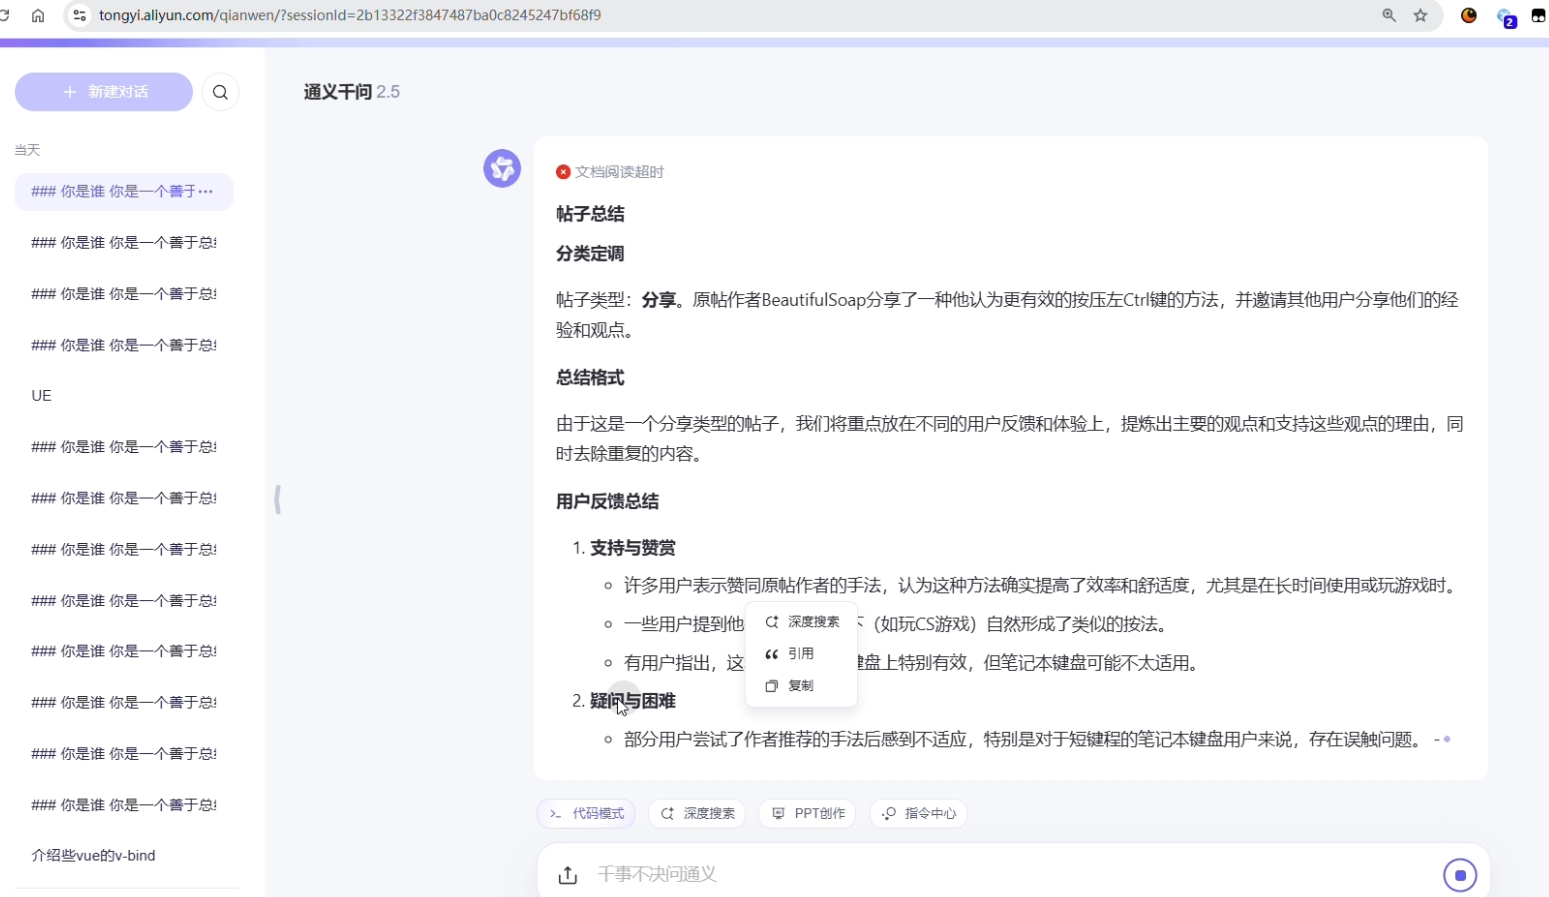 tongyi.aliyun.com/qianwen/?sessionId=2b13322f3847487ba0c8245247bf68f9
2
新建对话
当天
### 你是谁 你是一个善于···
### 你是谁 你是一个善于总
### 你是谁 你是一个善于总
### 你是谁 你是一个善于总
UE
### 你是谁 你是一个善于总
### 你是谁 你是一个善于总
### 你是谁 你是一个善于总
### 你是谁 你是一个善于总
### 你是谁 你是一个善于总
### 你是谁 你是一个善于总
### 你是谁 你是一个善于总
### 你是谁 你是一个善于总
介绍些vue的v-bind
通义千问 2.5
文档阅读超时
帖子总结
分类定调
帖子类型：分享。原帖作者BeautifulSoap分享了一种他认为更有效的按压左Ctrl键的方法，并邀请其他用户分享他们的经
验和观点。
总结格式
由于这是一个分享类型的帖子，我们将重点放在不同的用户反馈和体验上，提炼出主要的观点和支持这些观点的理由，同
时去除重复的内容。
用户反馈总结
1. 支持与赞赏
许多用户表示赞同原帖作者的手法，认为这种方法确实提高了效率和舒适度，尤其是在长时间使用或玩游戏时。
一些用户提到他 下（如玩CS游戏）自然形成了类似的按法。
有用户指出，这 键盘上特别有效，但笔记本键盘可能不太适用。
深度搜索
引用
复制
2. 疑问与困难
部分用户尝试了作者推荐的手法后感到不适应，特别是对于短键程的笔记本键盘用户来说，存在误触问题。 -
代码模式
深度搜索
PPT创作
指令中心
千事不决问通义